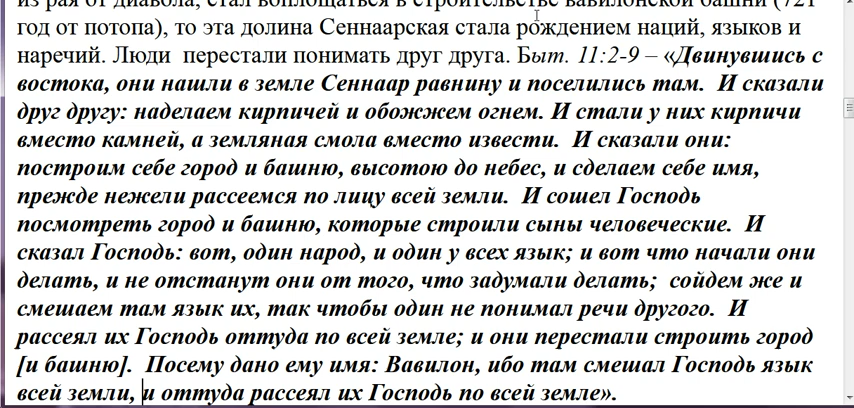 из рая от диавола, стал воплощаться в строительстве вавилонской башни (721
год от потопа), то эта долина Сеннаарская стала рождением наций, языков и
наречий. Люди перестали понимать друг друга. Быт. 11:2-9 – «Двинувшись с
востока, они нашли в земле Сеннаар равнину и поселились там. И сказали
друг другу: наделаем кирпичей и обожжем огнем. И стали у них кирпичи
вместо камней, а земляная смола вместо извести. И сказали они:
построим себе город и башню, высотою до небес, и сделаем себе имя,
прежде нежели рассеемся по лицу всей земли. И сошел Господь
посмотреть город и башню, которые строили сыны человеческие. И
сказал Господь: вот, один народ, и один у всех язык; и вот что начали они
делать, и не отстанут они от того, что задумали делать; сойдем же и
смешаем там язык их, так чтобы один не понимал речи другого. И
рассеял их Господь оттуда по всей земле; и они перестали строить город
[и башню]. Посему дано ему имя: Вавилон, ибо там смешал Господь язык
всей земли, и оттуда рассеял их Господь по всей земле».